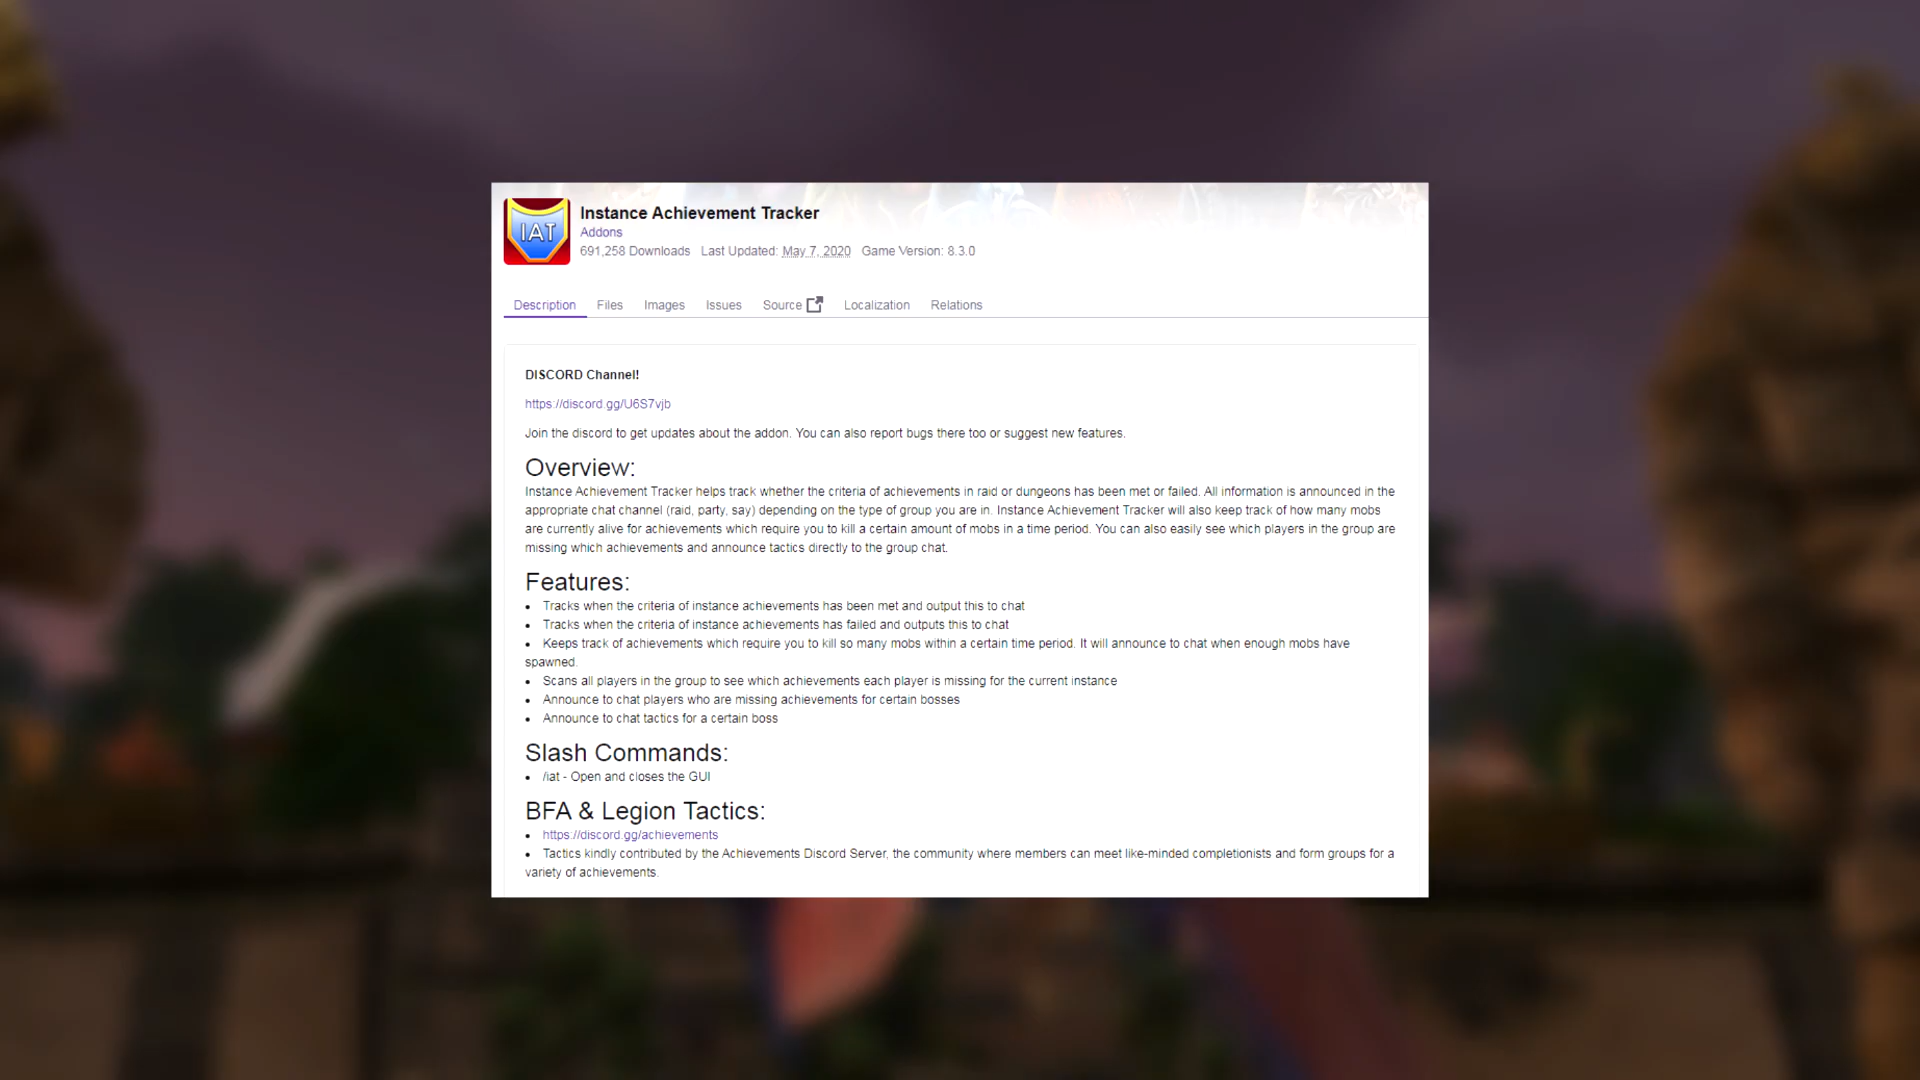 IAT
Instance Achievement Tracker
Addons
691,258 Downloads Last Updated: May 7, 2020 Game Version: 8.3.0
Description Files Images Issues Source Localization Relations
DISCORD Channel!
https://discord.gg/U6S7vjb
Join the discord to get updates about the addon. You can also report bugs there too or suggest new features.
Overview:
Instance Achievement Tracker helps track whether the criteria of achievements in raid or dungeons has been met or failed. All information is announced in the
appropriate chat channel (raid, party, say) depending on the type of group you are in. Instance Achievement Tracker will also keep track of how many mobs
are currently alive for achievements which require you to kill a certain amount of mobs in a time period. You can also easily see which players in the group are
missing which achievements and announce tactics directly to the group chat.
Features:
• Tracks when the criteria of instance achievements has been met and output this to chat
• Tracks when the criteria of instance achievements has failed and outputs this to chat
• Keeps track of achievements which require you to kill so many mobs within a certain time period. It will announce to chat when enough mobs have
spawned.
• Scans all players in the group to see which achievements each player is missing for the current instance
• Announce to chat players who are missing achievements for certain bosses
• Announce to chat tactics for a certain boss
Slash Commands:
• /iat - Open and closes the GUI
BFA & Legion Tactics:
• https://discord.gg/achievements
• Tactics kindly contributed by the Achievements Discord Server, the community where members can meet like-minded completionists and form groups for a
variety of achievements.